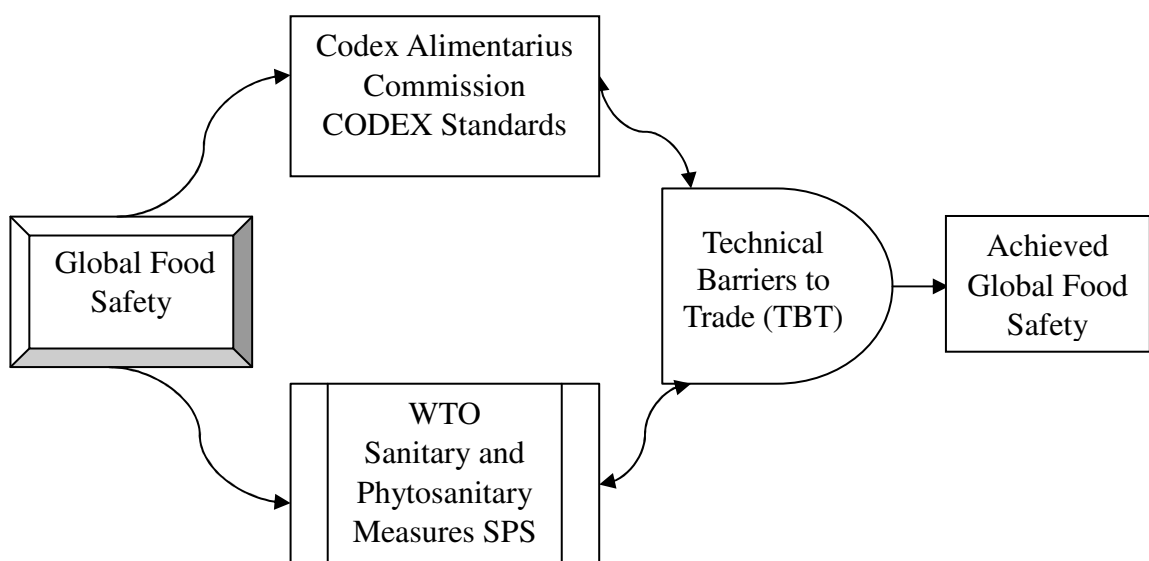 Codex Alimentarius
Commission
CODEX Standards
Global Food
Safety
Technical
Barriers to
Trade (TBT)
Achieved
Global Food
Safety
WTO
Sanitary and
Phytosanitary
Measures SPS